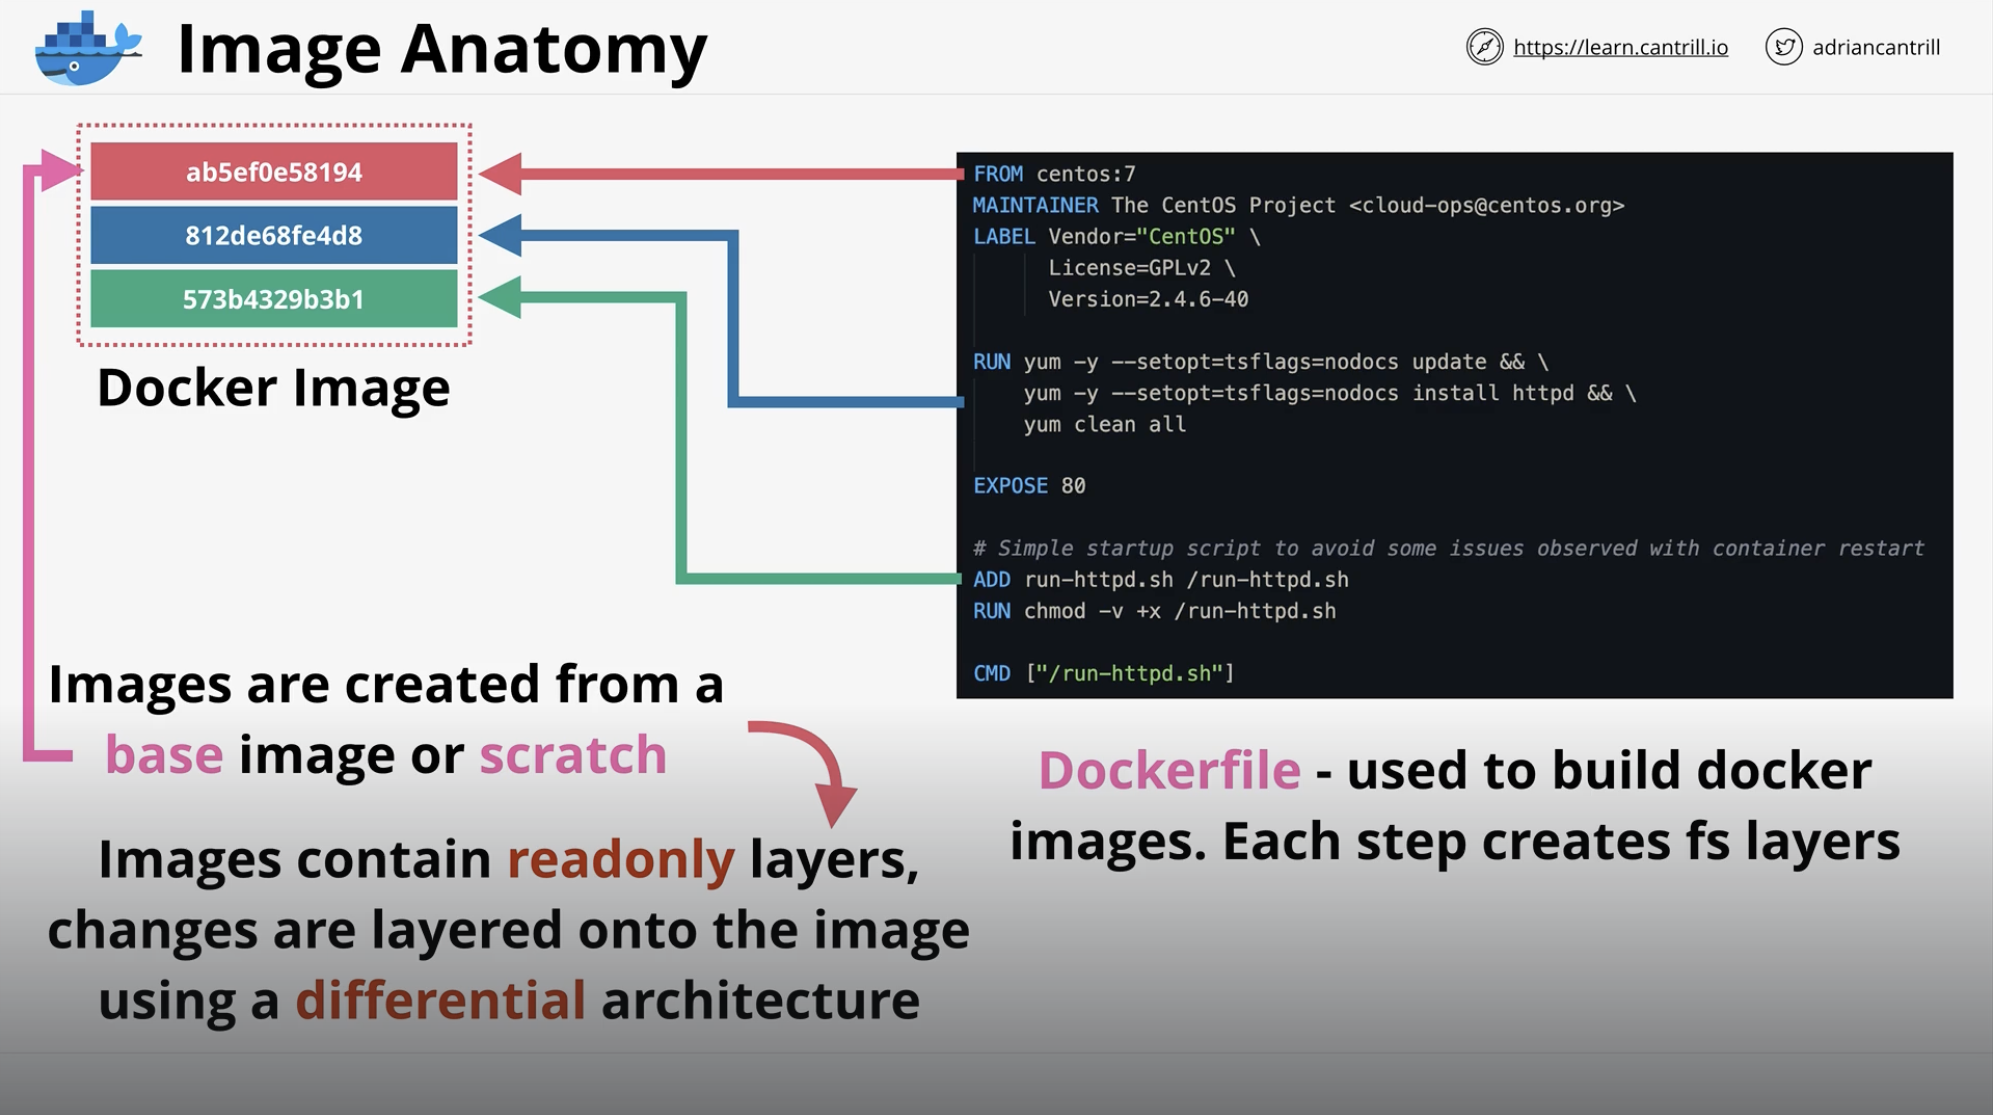 Image Anatomy
https://learn.cantrill.io
adriancantrill
ab5ef0e58194
812de68fe4d8
573b4329b3b1
Docker Image
FROM centos:7
MAINTAINER The CentOS Project <cloud-ops@centos.org>
LABEL Vendor="CentOS" \
License=GPLv2 \
Version=2.4.6-40
RUN yum -y --setopt=tsflags=nodocs update && \
yum -y --setopt=tsflags=nodocs install httpd && \
yum clean all
EXPOSE 80
# Simple startup script to avoid some issues observed with container restart
ADD run-httpd.sh /run-httpd.sh
RUN chmod -v +x /run-httpd.sh
CMD ["/run-httpd.sh"]
Images are created from a
base image or scratch
Images contain readonly layers,
changes are layered onto the image
using a differential architecture
Dockerfile - used to build docker
images. Each step creates fs layers